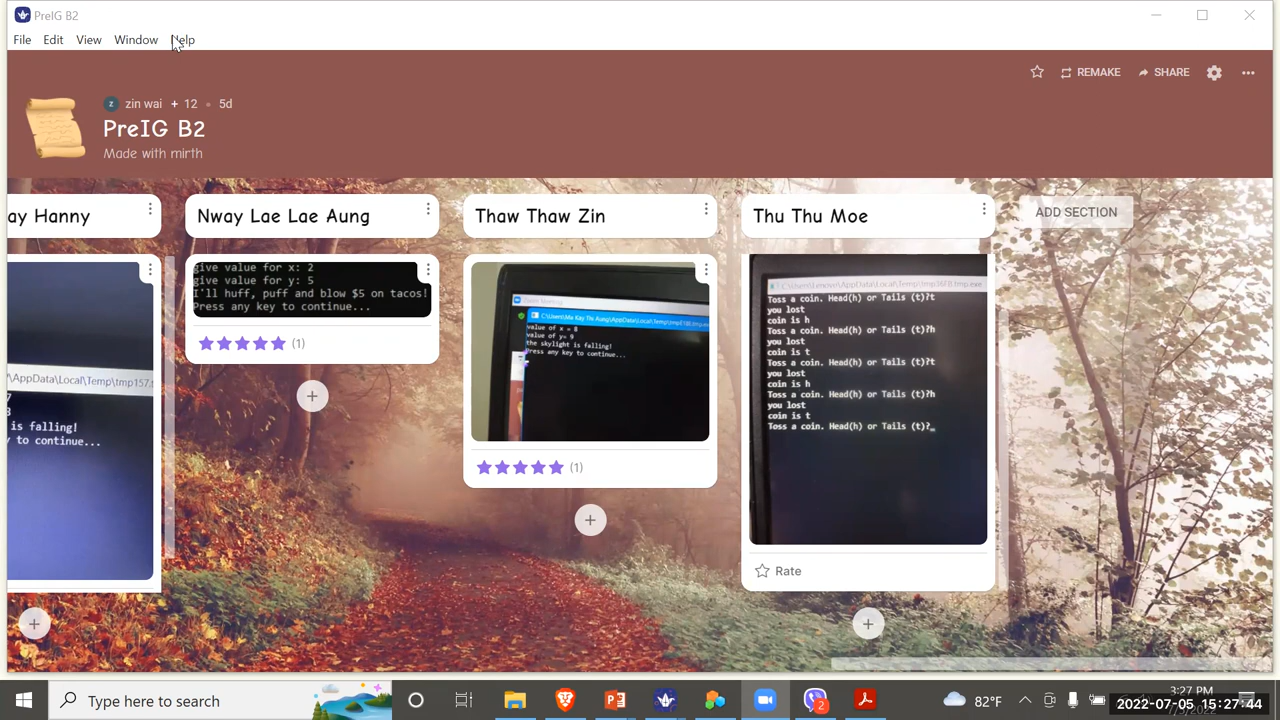 PreIG B2
File Edit View Window Help
REMAKE SHARE
z zin wai + 12 • 5d
PreIG B2
Made with mirth
ay Hanny
Nway Lae Lae Aung
Thaw Thaw Zin
Thu Thu Moe
ADD SECTION
\AppData\Local\Temp\tmp157.
is falling!
to continue...
give value for x: 2
give value for y: 5
I'll huff, puff and blow $5 on tacos!
Press any key to continue...
(1)
value of x = 8
value of y= 9
the skylight is falling!
Press any key to continue...
(1)
Toss a coin. Head(h) or Tails (t)?t
you lost
coin is h
Toss a coin. Head(h) or Tails (t)?h
you lost
coin is t
Toss a coin. Head(h) or Tails (t)?t
you lost
coin is h
Toss a coin. Head(h) or Tails (t)?h
you lost
coin is t
Toss a coin. Head(h) or Tails (t)?_
Rate
Type here to search
2
82°F
3:27 PM
2022-07-05 15:27:44